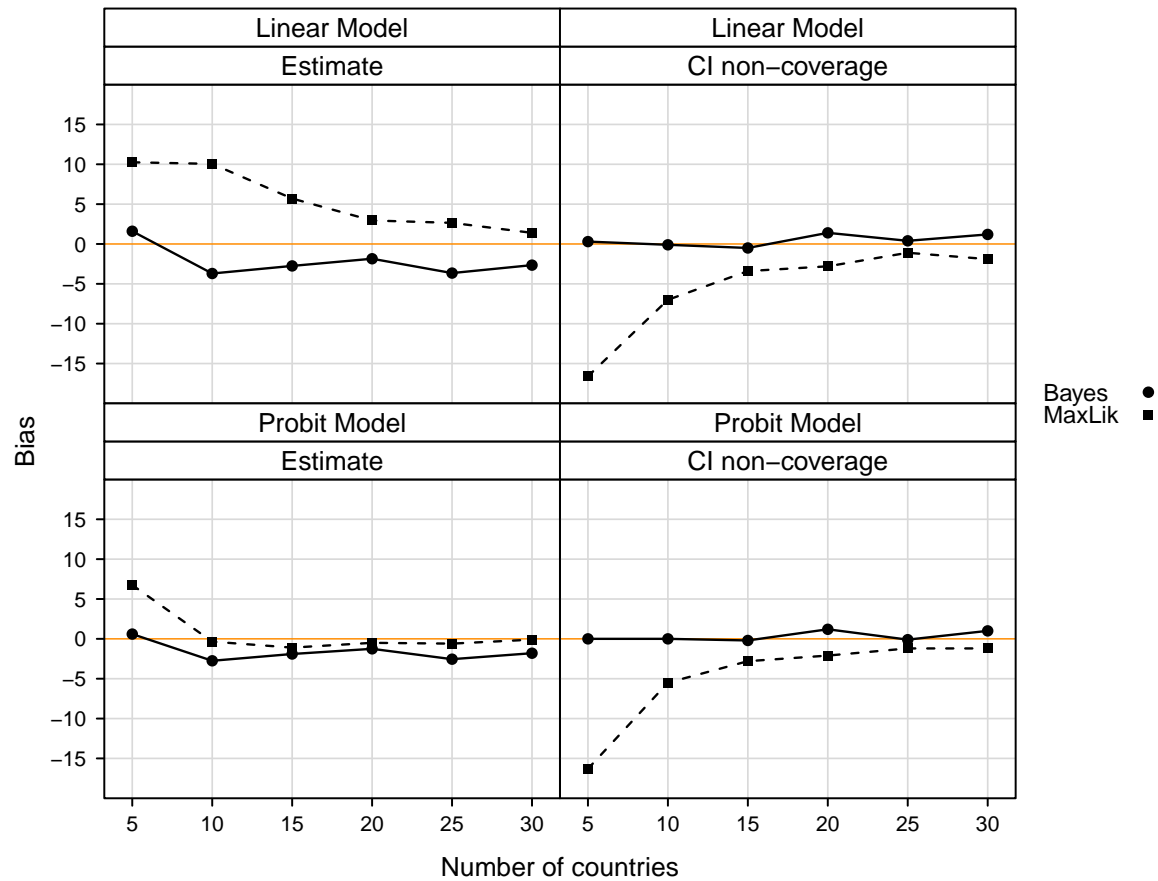 Linear Model Linear Model
Estimate CI non−coverage
15
10
5
0
−5
−10
−15
Bayes
MaxLik
Probit Model Probit Model
Estimate CI non−coverage
Bias
15
10
5
0
−5
−10
−15
5 10 15 20 25 30 5 10 15 20 25 30
Number of countries